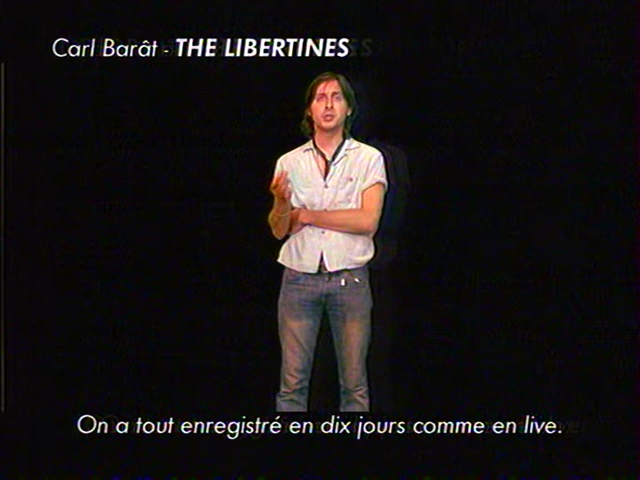 Carl Barât - THE LIBERTINES
On a tout enregistré en dix jours comme en live.